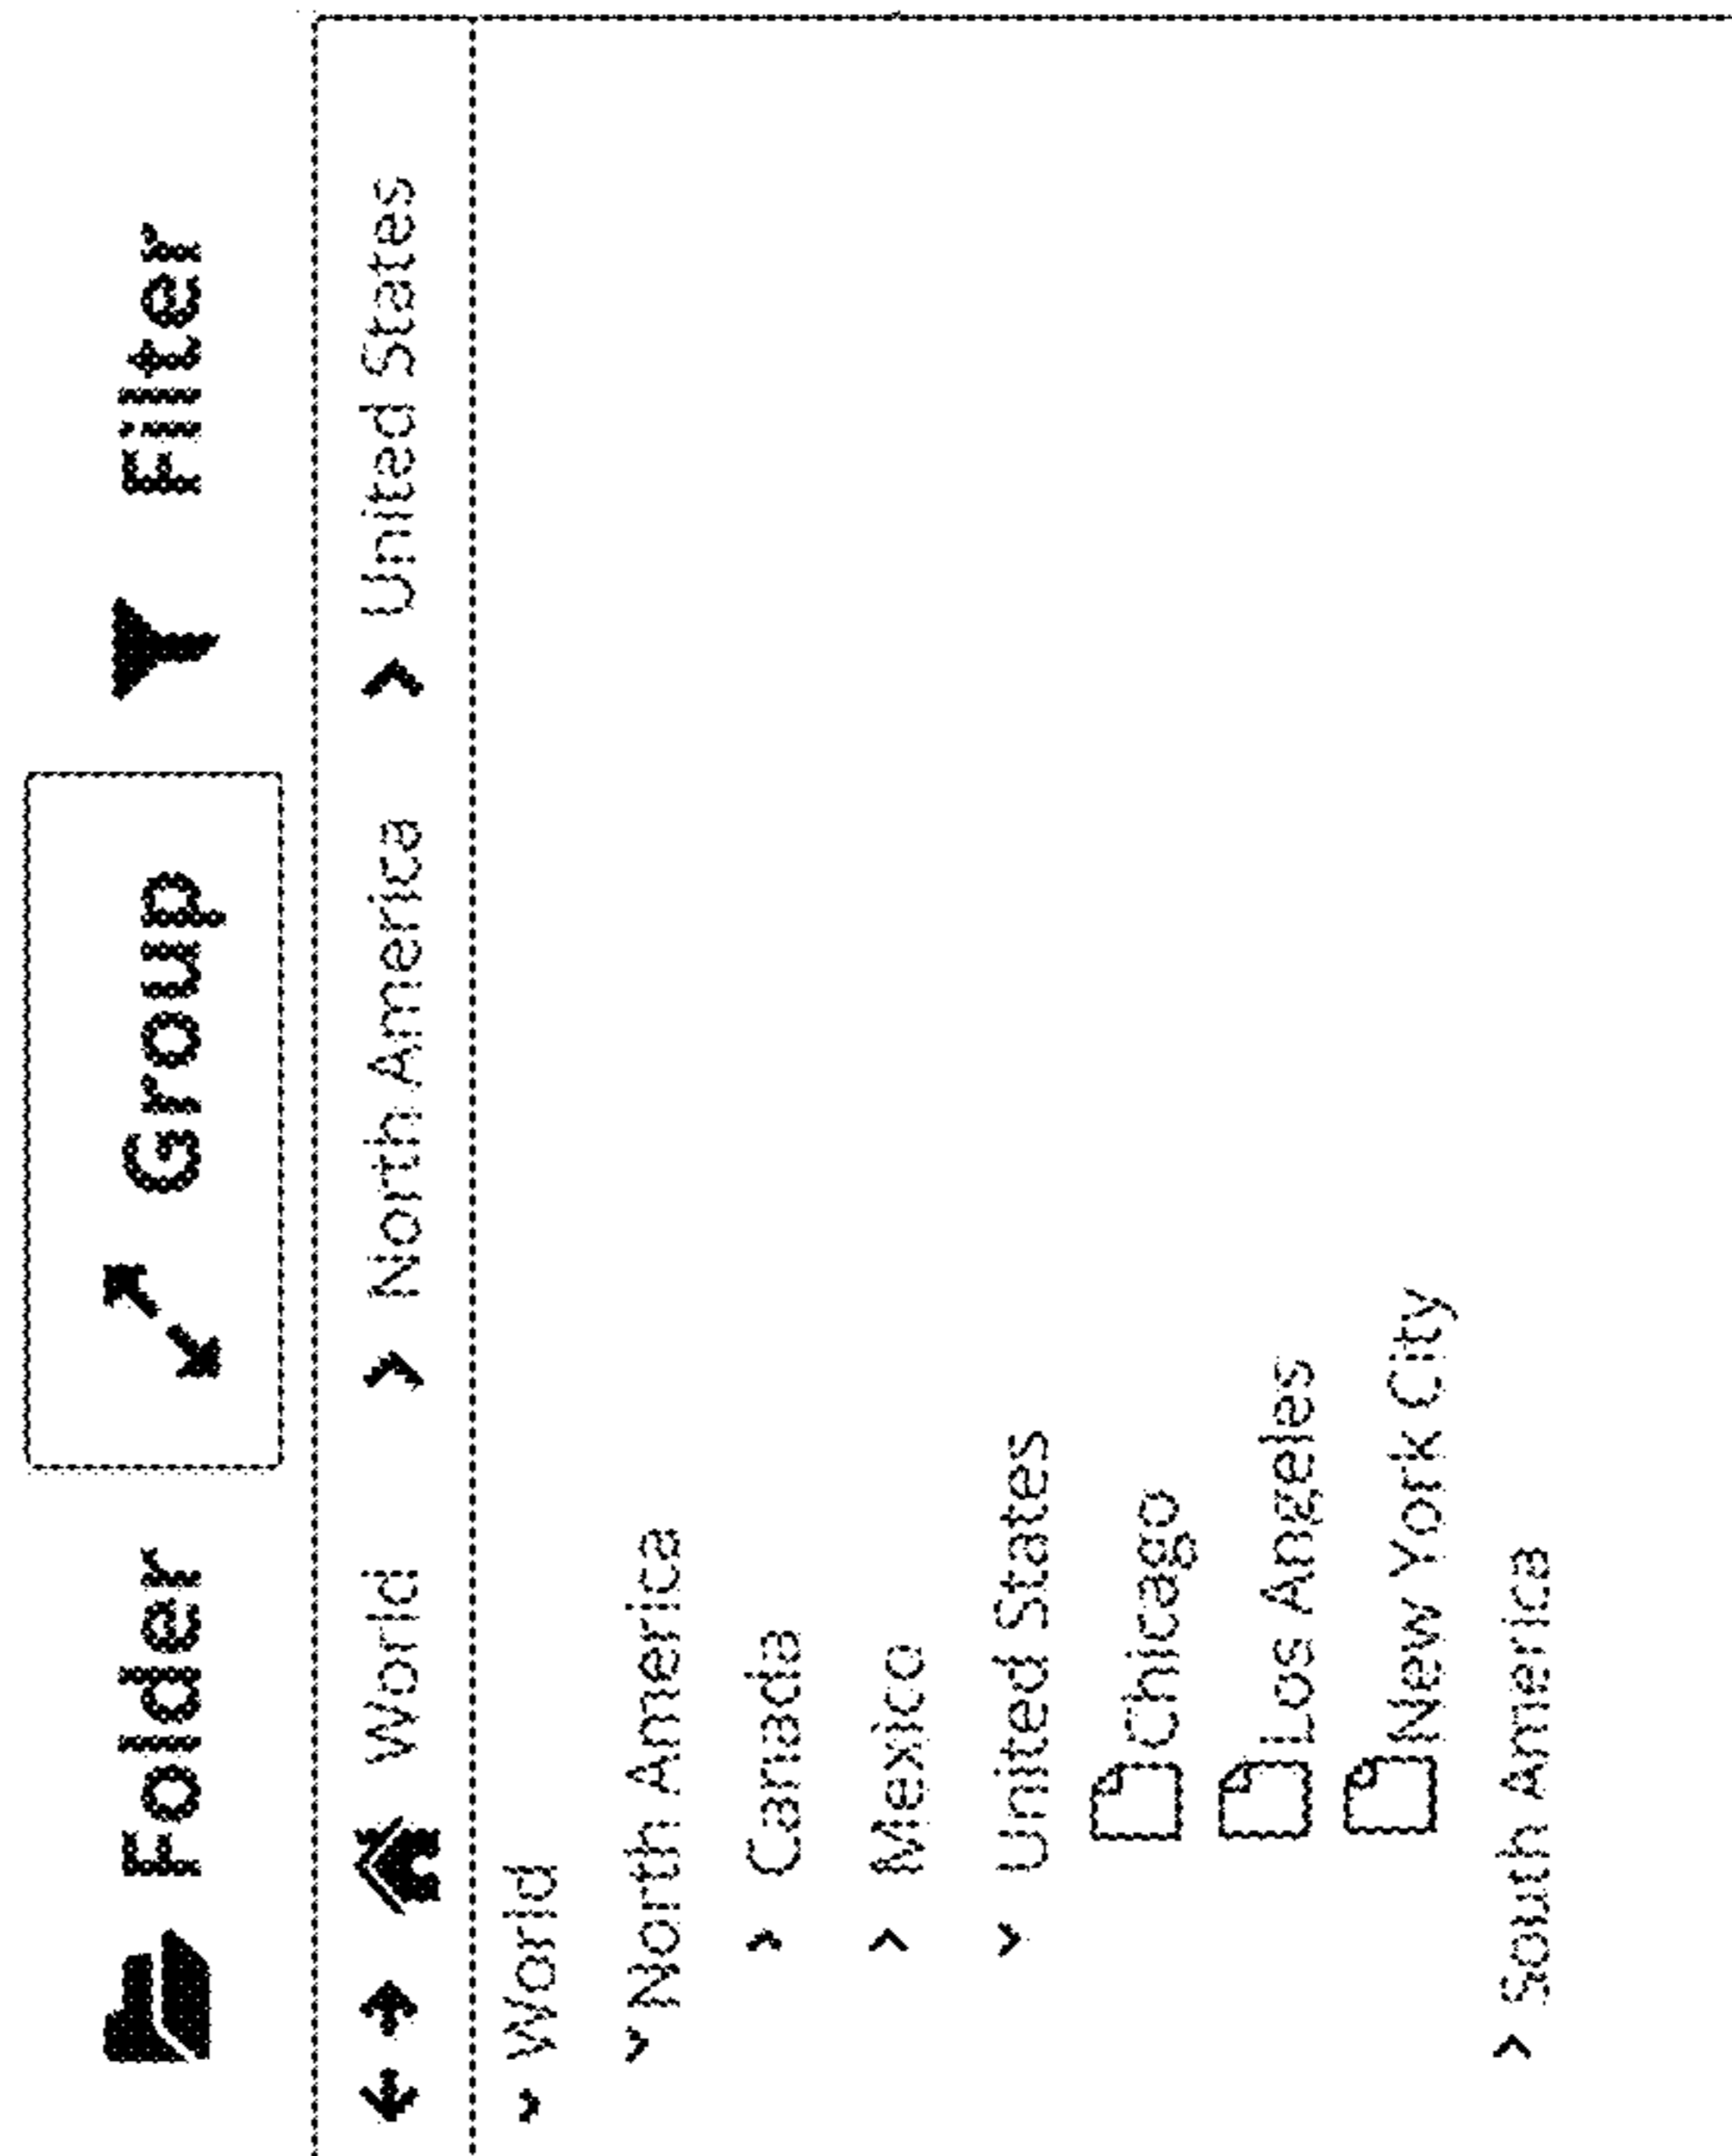 Folder Group Filter
World > North America > United States
World
North America
Canada
Mexico
United States
Chicago
Los Angeles
New York City
South America